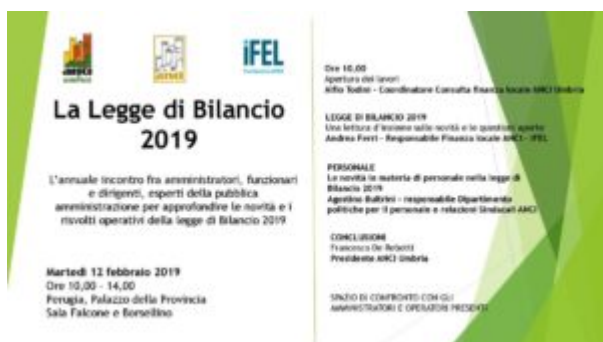 anci
iFEL
La Legge di Bilancio
2019
L'annuale incontro fra amministratori, funzionari
e dirigenti, esperti della pubblica
amministrazione per approfondire le novità e i
risvolti operativi della legge di Bilancio 2019
Martedì 12 febbraio 2019
Ore 10,00 - 14,00
Perugia, Palazzo della Provincia
Sala Falcone e Borsellino
Ore 10,00
Apertura dei lavori
Alfio Todini - Coordinatore Consulta finanza locale ANCI Umbria
LEGGE DI BILANCIO 2019
Una lettura d'insieme sulle novità e le questioni aperte
Andrea Ferri - Responsabile Finanza locale ANCI - IFEL
PERSONALE
Le novità in materia di personale nella legge di
Bilancio 2019
Agostino Bultrini - responsabile Dipartimento
politiche per il personale e relazioni Sindacali ANCI
CONCLUSIONI
Francesco De Rebotti
Presidente ANCI Umbria
SPAZIO DI CONFRONTO CON GLI
AMMINISTRATORI E OPERATORI PRESENTI